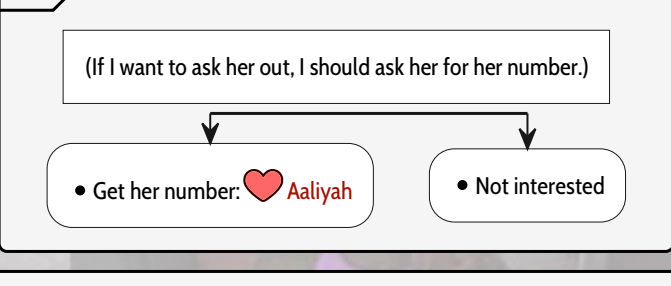 (If I want to ask her out, I should ask her for her number.)
• Get her number: Aaliyah
• Not interested